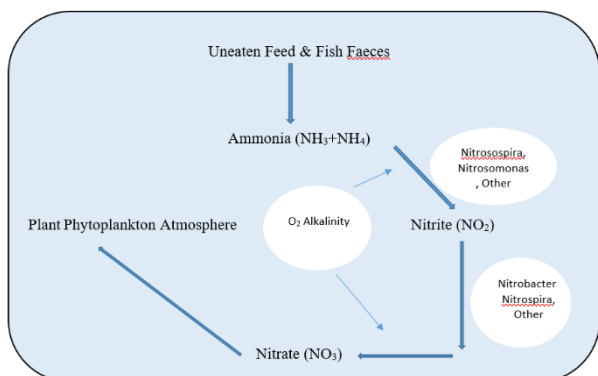 Uneaten Feed & Fish Faeces
Ammonia (NH₃+NH₄)
Nitrosospira,
Nitrosomonas
, Other
Plant Phytoplankton Atmosphere
O₂ Alkalinity
Nitrite (NO₂)
Nitrobacter
Nitrospira,
Other
Nitrate (NO₃)